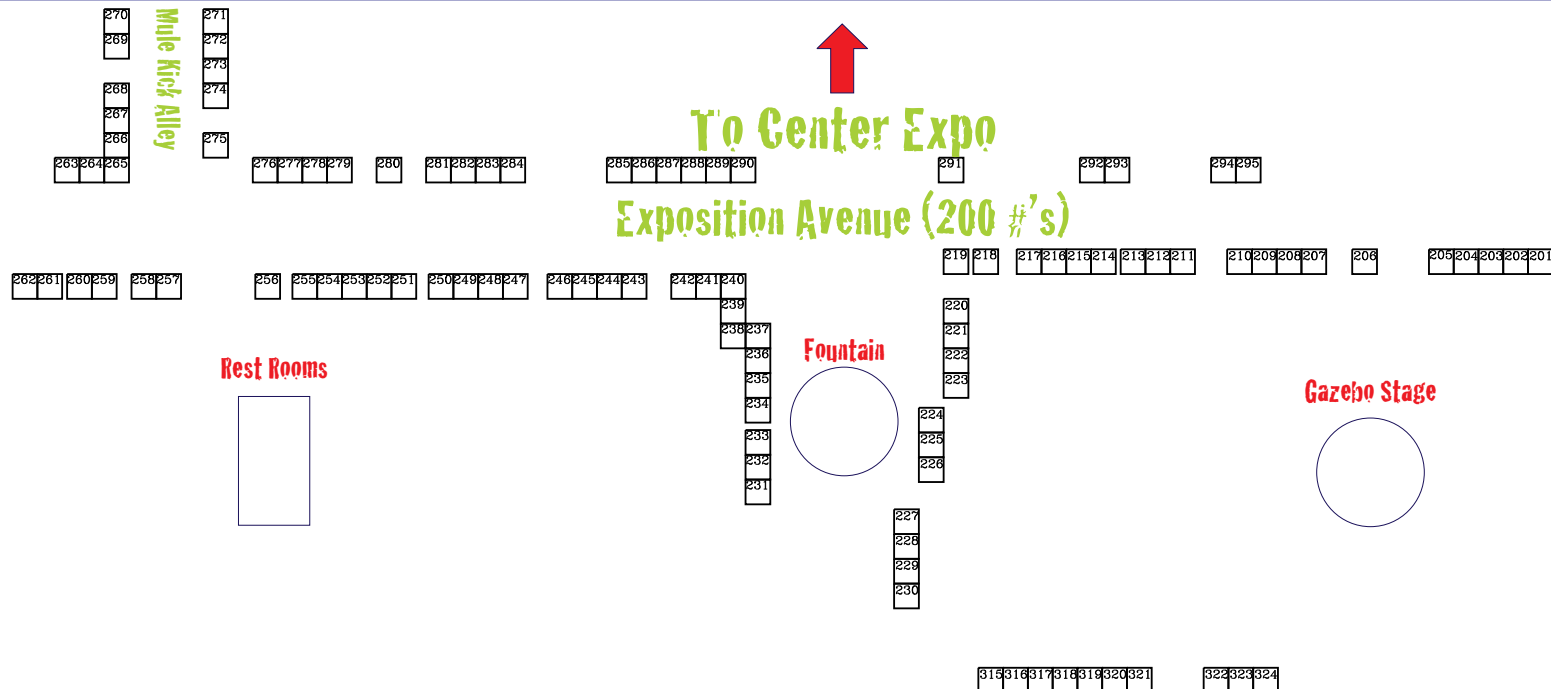 270
Mule Kick Alley
271
269
272
273
268
274
267
266
275
To Center Expo
263 264 265
276 277 278 279
280
281 282 283 284
285 286 287 288 289 290
291
292 293
294 295
Exposition Avenue (200 #'s)
219 218
217 216 215 214
213 212 211
210 209 208 207
206
205 204 203 202 201
262 261
260 259
258 257
256
255 254 253 252 251
250 249 248 247
246 245 244 243
242 241 240
239
220
238 237
221
Fountain
236
222
Rest Rooms
235
223
Gazebo Stage
234
224
233
225
232
226
231
227
228
229
230
315 316 317 318 319 320 321
322 323 324